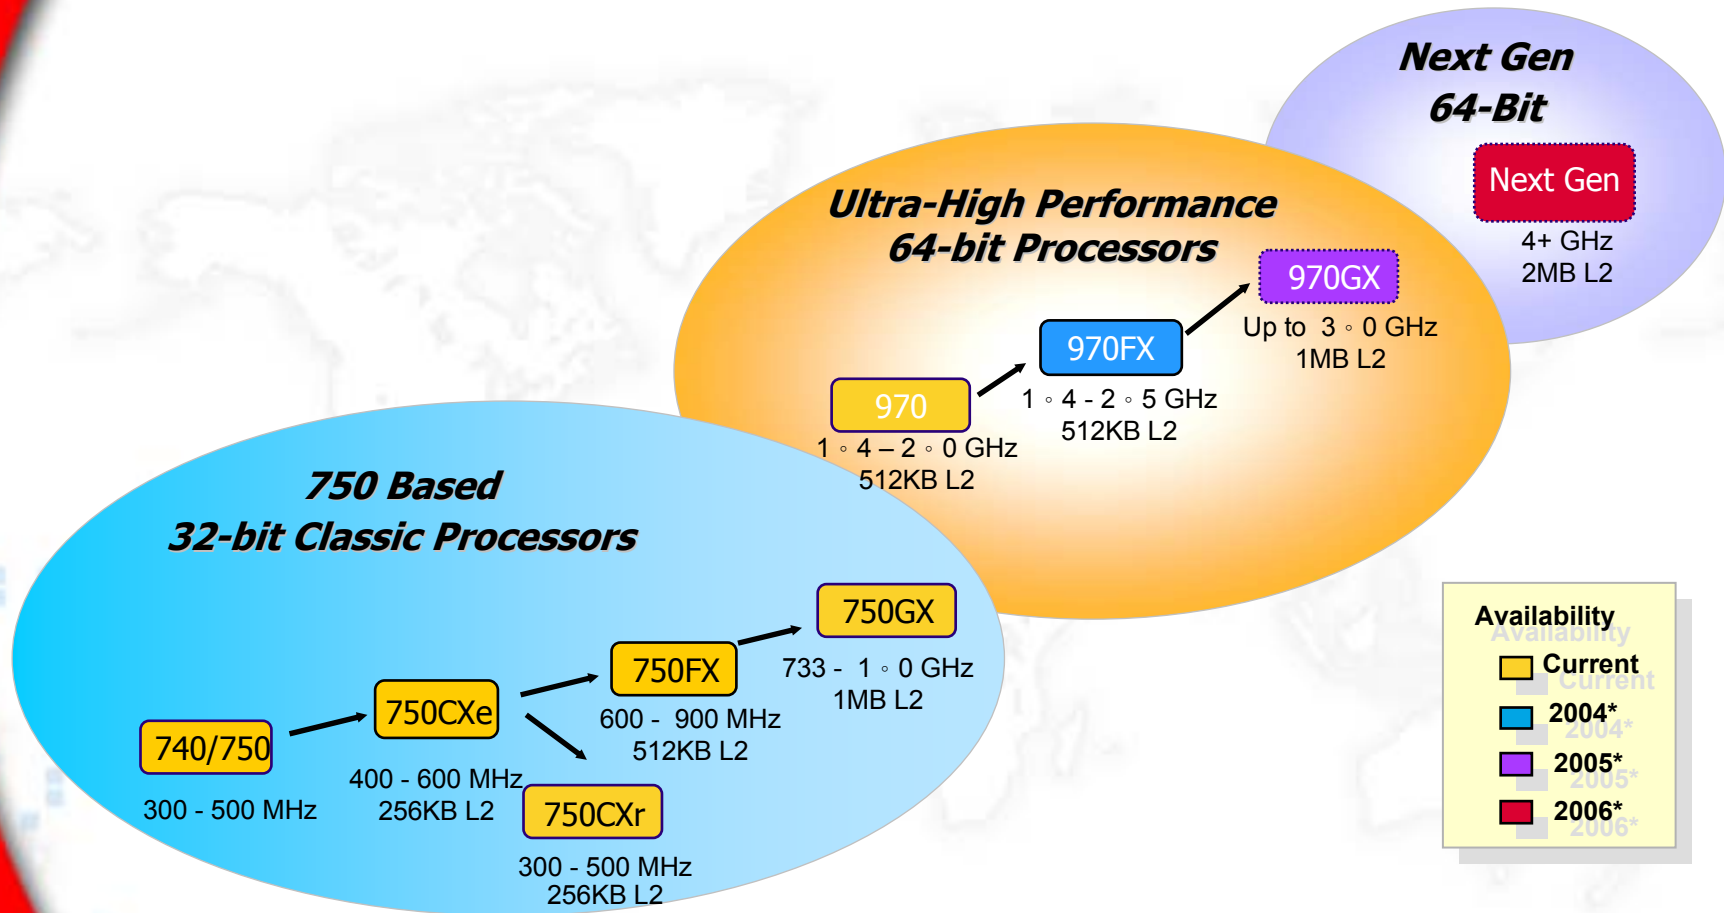 Next Gen
64-Bit
Next Gen
4+ GHz
2MB L2
Ultra-High Performance
64-bit Processors
970GX
Up to 3 ◦ 0 GHz
1MB L2
970FX
1 ◦ 4 - 2 ◦ 5 GHz
512KB L2
970
1 ◦ 4 – 2 ◦ 0 GHz
512KB L2
750 Based
32-bit Classic Processors
750GX
733 - 1 ◦ 0 GHz
1MB L2
750FX
600 - 900 MHz
512KB L2
750CXe
400 - 600 MHz
256KB L2
740/750
300 - 500 MHz
750CXr
300 - 500 MHz
256KB L2
Availability
Current
2004*
2005*
2006*